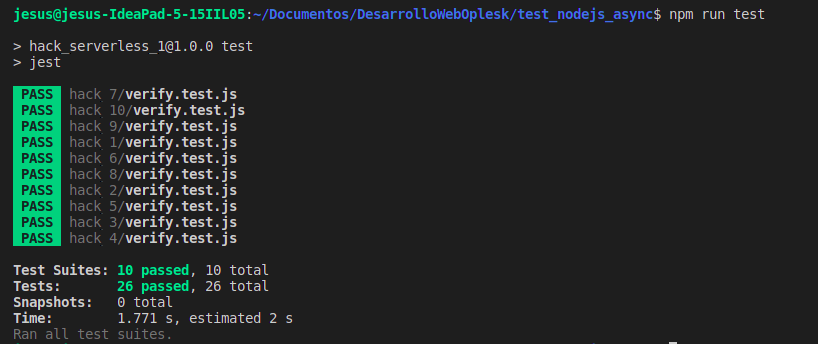 jesus@jesus-IdeaPad-5-15IIL05:~/Documentos/DesarrolloWebOplesk/test_nodejs_async$ npm run test
> hack_serverless_1@1.0.0 test
> jest
PASS hack 7/verify.test.js
PASS hack 10/verify.test.js
PASS hack 9/verify.test.js
PASS hack 1/verify.test.js
PASS hack 6/verify.test.js
PASS hack 8/verify.test.js
PASS hack 2/verify.test.js
PASS hack 5/verify.test.js
PASS hack 3/verify.test.js
PASS hack 4/verify.test.js
Test Suites: 10 passed, 10 total
Tests: 26 passed, 26 total
Snapshots: 0 total
Time: 1.771 s, estimated 2 s
Ran all test suites.